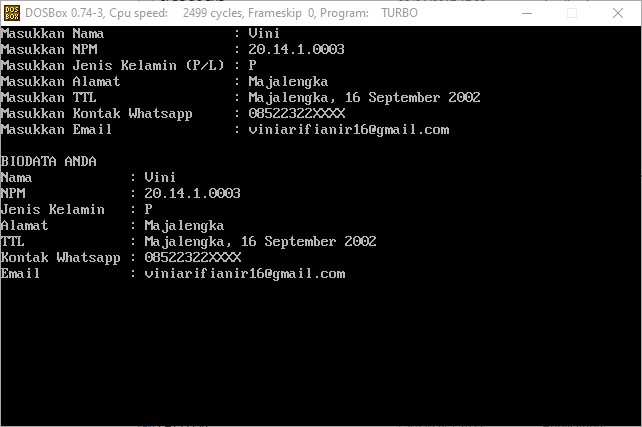 DOSBox 0.74-3, Cpu speed: 2499 cycles, Frameskip 0, Program: TURBO
Masukkan Nama : Vini
Masukkan NPM : 20.14.1.0003
Masukkan Jenis Kelamin (P/L) : P
Masukkan Alamat : Majalengka
Masukkan TTL : Majalengka, 16 September 2002
Masukkan Kontak Whatsapp : 08522322XXXX
Masukkan Email : viniarifianir16@gmail.com
BIODATA ANDA
Nama : Vini
NPM : 20.14.1.0003
Jenis Kelamin : P
Alamat : Majalengka
TTL : Majalengka, 16 September 2002
Kontak Whatsapp : 08522322XXXX
Email : viniarifianir16@gmail.com